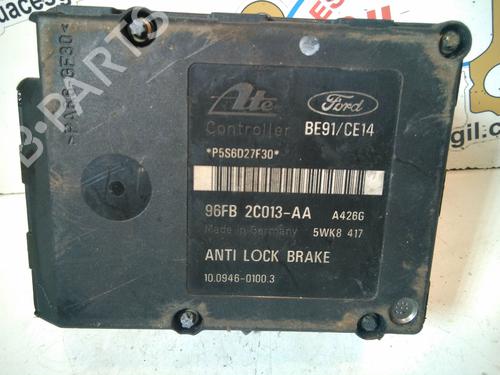 Ate
Ford
Controller
BE91/CE14
*P5S6D27F30*
96FB 2C013-AA
A426G
Made in Germany
5WK8 417
ANTI LOCK BRAKE
10.0946-0100.3
B-PARTS